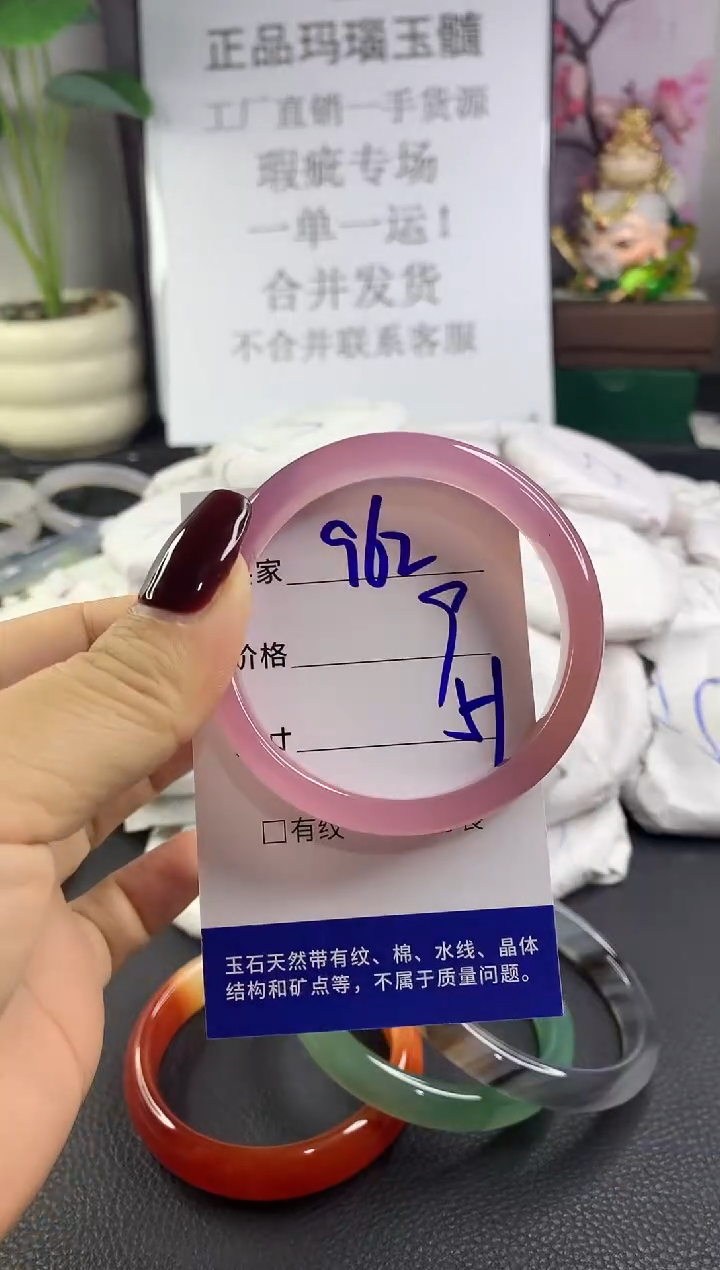 正品玛瑙玉髓
工厂直销一手货源
瑕疵专场
一单一运！
合并发货
不合并联系客服
家 962
价格
寸
□有纹
玉石天然带有纹、棉、水线、晶体
结构和矿点等，不属于质量问题。